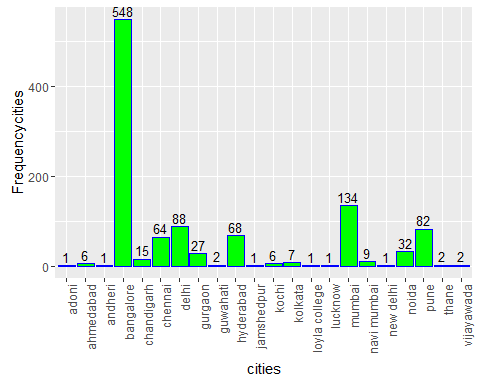 548
134
88
82
64
68
27
32
15
1
6
1
2
1
6
7
1
1
9
1
2
2
400
200
0
Frequencycities
adoni
ahmedabad
andheri
bangalore
chandigarh
chennai
delhi
gurgaon
guwahati
hyderabad
jamshedpur
kochi
kolkata
loyla college
lucknow
mumbai
navi mumbai
new delhi
noida
pune
thane
vijayawada
cities